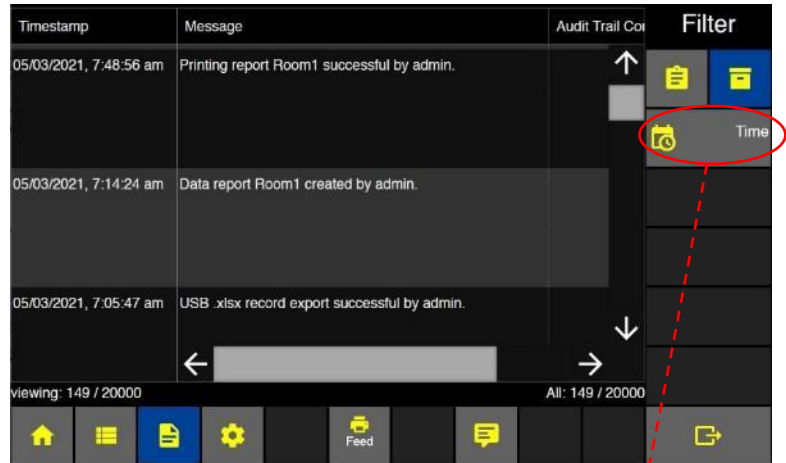 Timestamp Message Audit Trail Co Filter
05/03/2021, 7:48:56 am Printing report Room1 successful by admin.
Time
05/03/2021, 7:14:24 am Data report Room1 created by admin.
05/03/2021, 7:05:47 am USB .xlsx record export successful by admin.
viewing: 149 / 20000 All: 149 / 20000
Feed